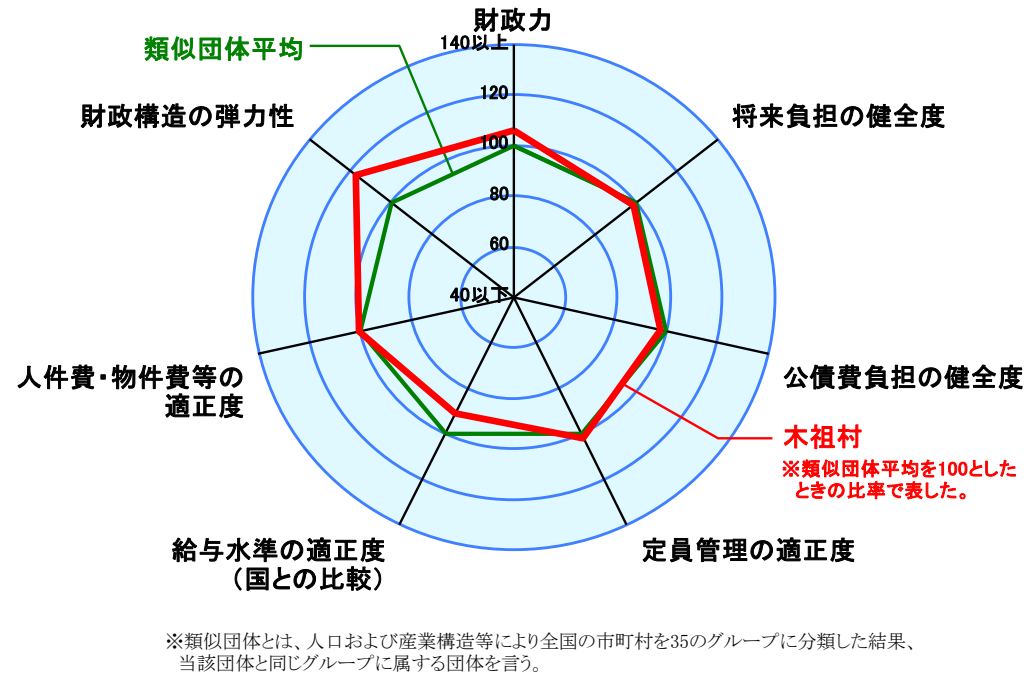 財政力
140以上
類似団体平均
120
財政構造の弾力性
将来負担の健全度
100
80
60
40以下
人件費・物件費等の
適正度
公債費負担の健全度
木祖村
※類似団体平均を100とした
ときの比率で表した。
給与水準の適正度
（国との比較）
定員管理の適正度
※類似団体とは、人口および産業構造等により全国の市町村を35のグループに分類した結果、
当該団体と同じグループに属する団体を言う。